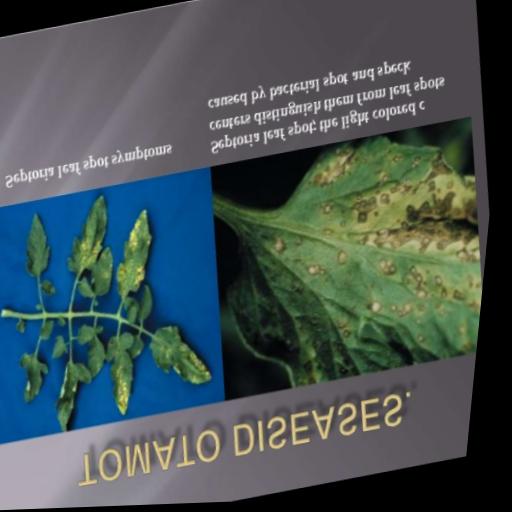 TOMATO DISEASES.
Septoria leaf spot symptoms
Septoria leaf spot; the light colored c
centers distinguish them from leaf spots
caused by bacterial spot and speck